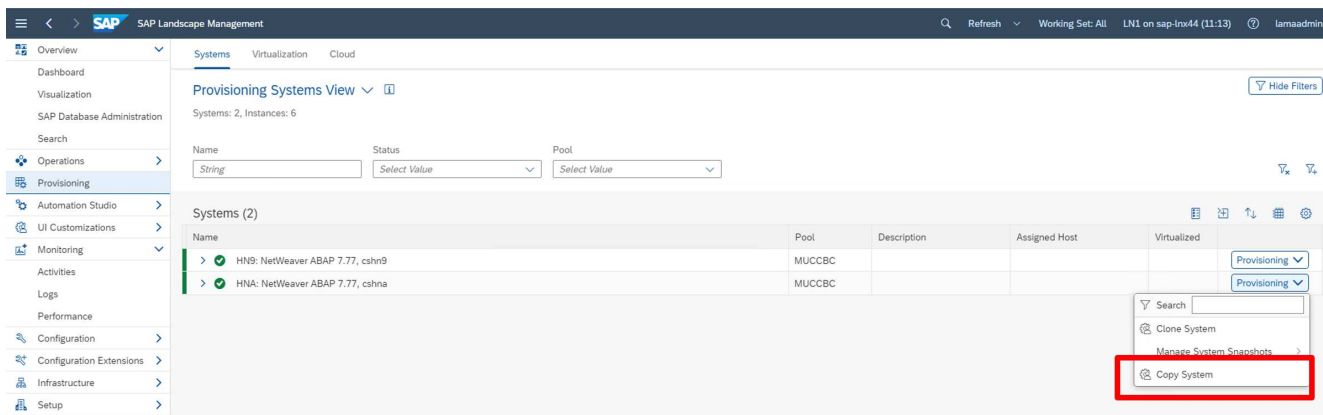 SAP SAP Landscape Management Refresh Working Set: All LN1 on sap-lnx44 (11:13) lamaadmin
Overview
Dashboard
Visualization
SAP Database Administration
Search
Operations
Provisioning
Automation Studio
UI Customizations
Monitoring
Activities
Logs
Performance
Configuration
Configuration Extensions
Infrastructure
Setup
Systems Virtualization Cloud
Provisioning Systems View
Hide Filters
Systems: 2, Instances: 6
Name Status Pool
String Select Value Select Value
Systems (2)
Name Pool Description Assigned Host Virtualized
HN9: NetWeaver ABAP 7.77, cshn9 MUCCBC Provisioning
HNA: NetWeaver ABAP 7.77, cshna MUCCBC Provisioning
Search
Clone System
Manage System Snapshots
Copy System